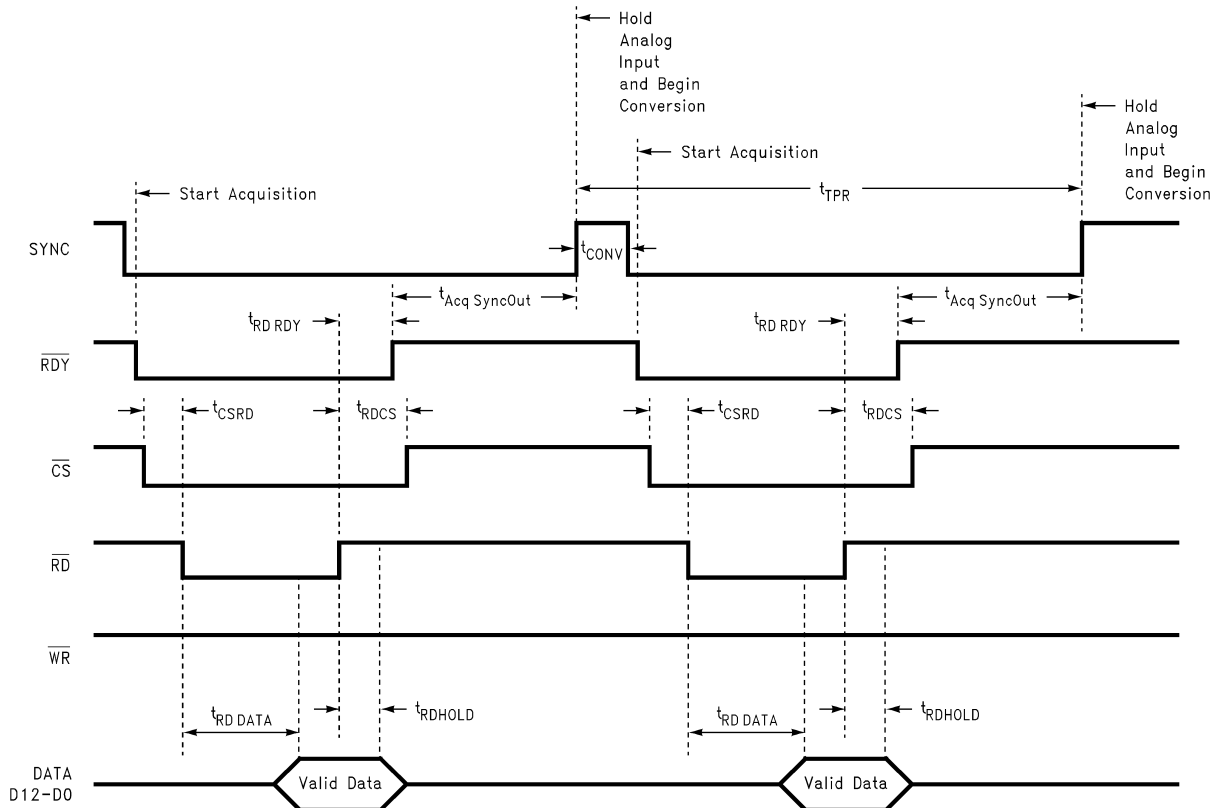 Hold
Analog
Input
and Begin
Conversion
Hold
Analog
Input
and Begin
Conversion
Start Acquisition
Start Acquisition
tTPR
SYNC
tCONV
tAcq SyncOut
tAcq SyncOut
tRD RDY
tRD RDY
RDY
tCSRD
tRDCS
tCSRD
tRDCS
CS
RD
WR
tRD DATA
tRDHOLD
tRD DATA
tRDHOLD
DATA
D12-D0
Valid Data
Valid Data